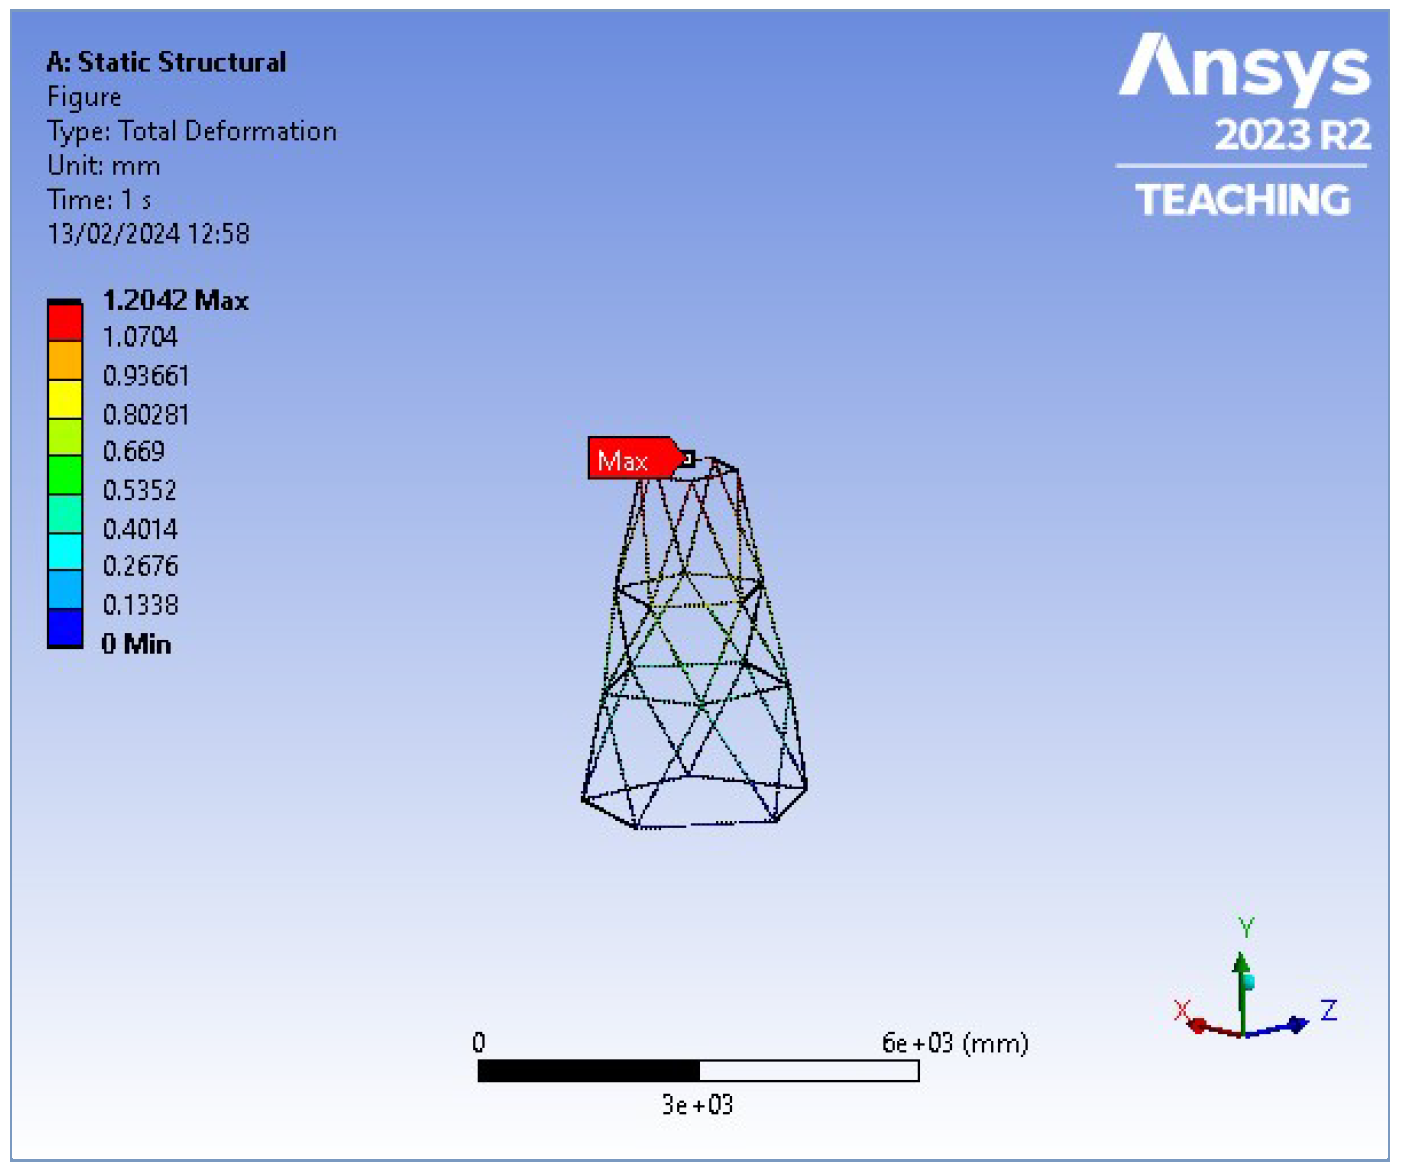 A: Static Structural
Figure
Type: Total Deformation
Unit: mm
Time: 1 s
13/02/2024 12:58
Ansys
2023 R2
TEACHING
1.2042 Max
1.0704
0.93661
0.80281
0.669
0.5352
0.4014
0.2676
0.1338
0 Min
Max
Y
X
Z
0
6e+03 (mm)
3e+03